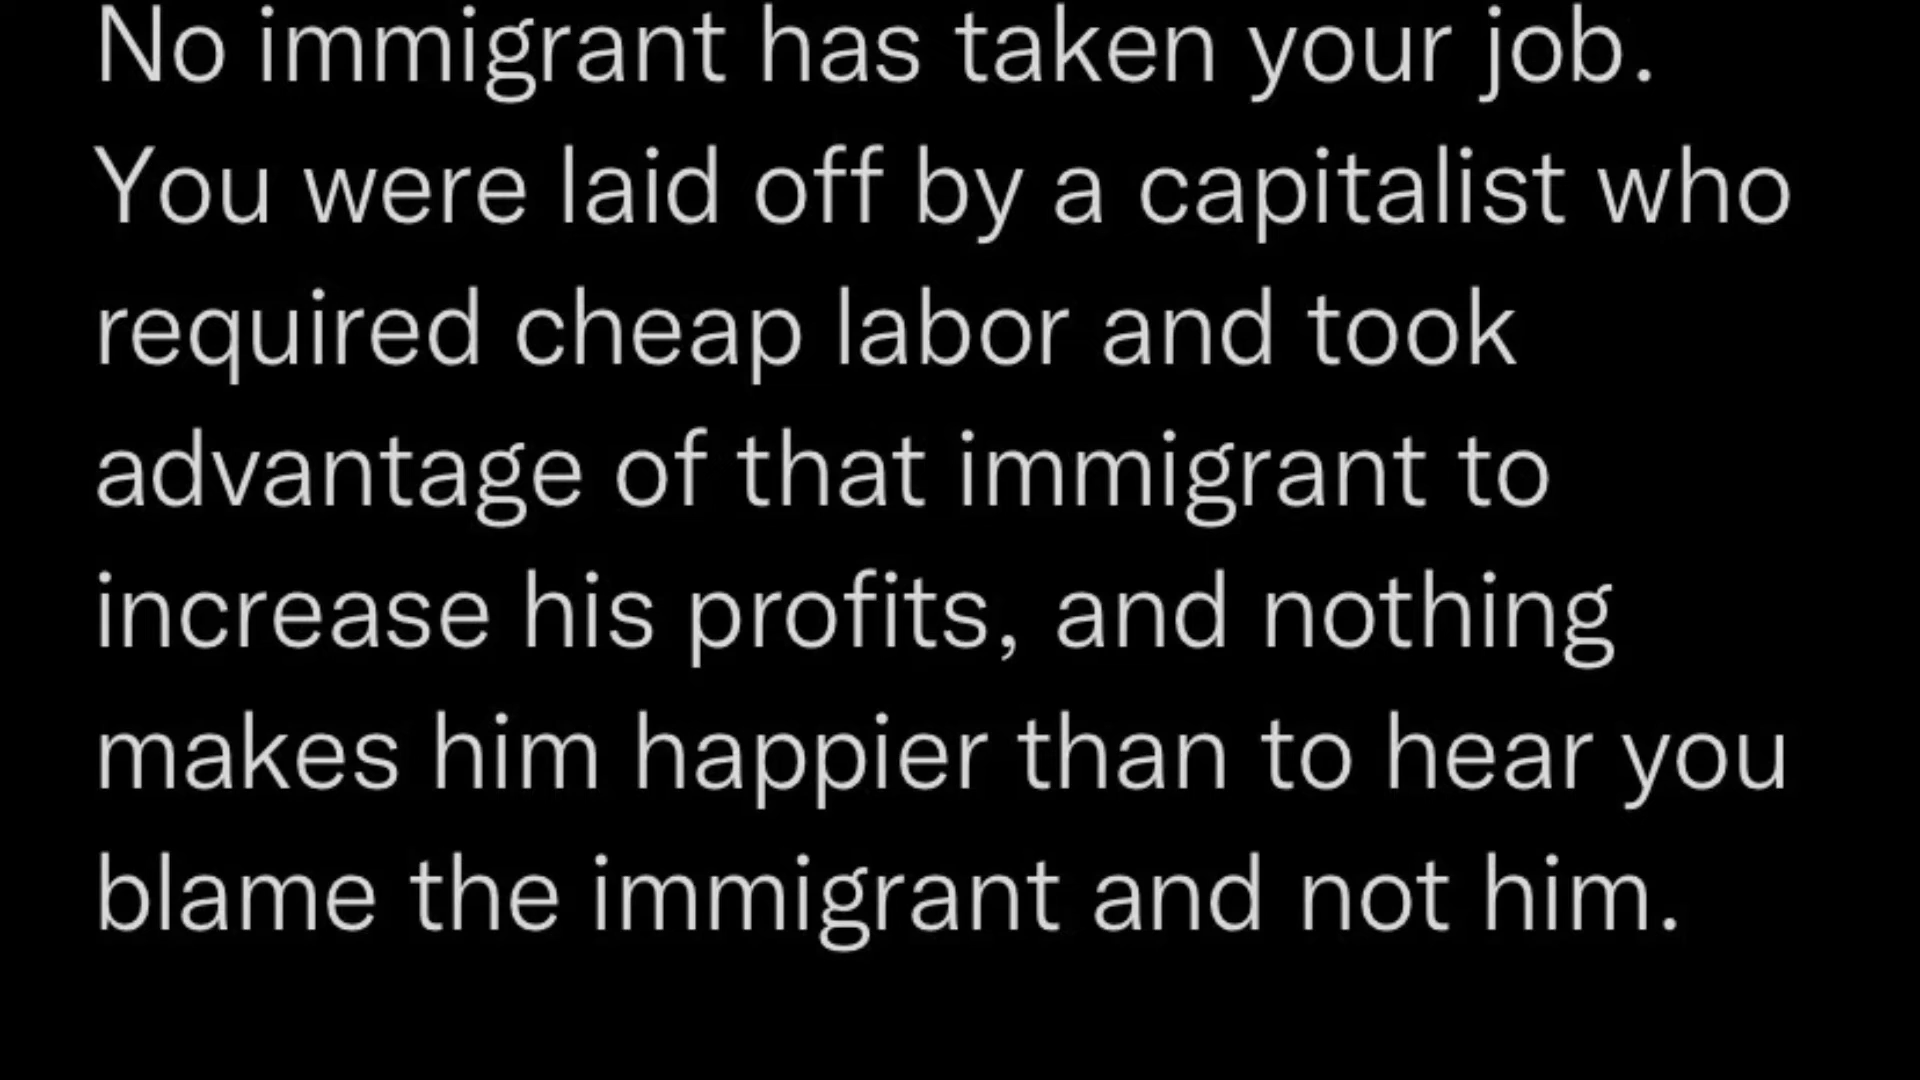 No immigrant has taken your job.
You were laid off by a capitalist who
required cheap labor and took
advantage of that immigrant to
increase his profits, and nothing
makes him happier than to hear you
blame the immigrant and not him.